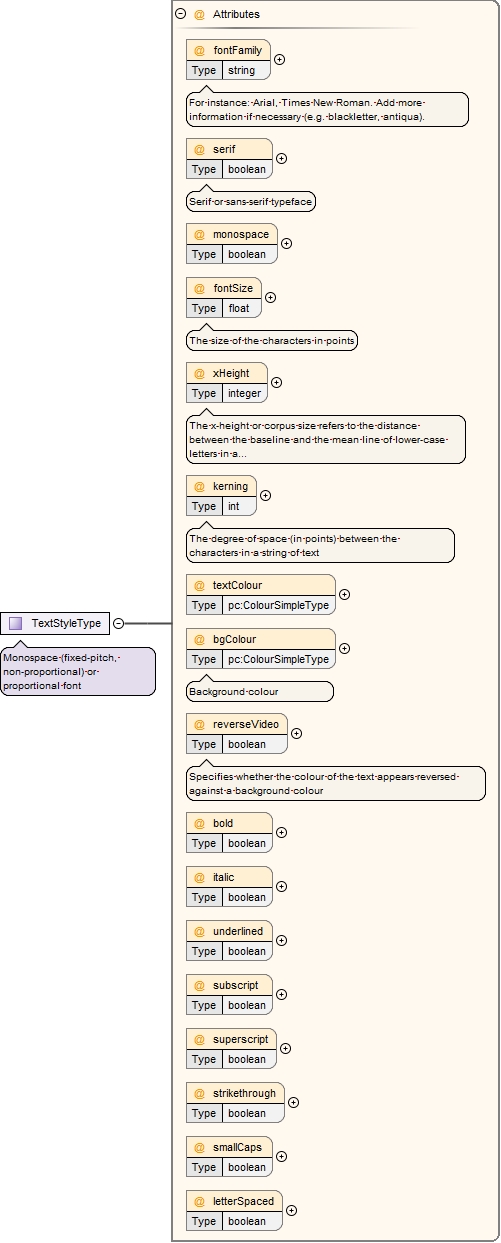 @ Attributes
@ fontFamily
Type string
For instance: Arial, Times New Roman. Add more
information if necessary (e.g. blackletter, antiqua).
@ serif
Type boolean
Serif or sans-serif typeface
@ monospace
Type boolean
@ fontSize
Type float
The size of the characters in points
@ xHeight
Type integer
The x-height or corpus size refers to the distance
between the baseline and the mean line of lower-case
letters in a...
@ kerning
Type int
The degree of space (in points) between the
characters in a string of text
@ textColour
Type pc:ColourSimpleType
TextStyleType
Monospace (fixed-pitch,
non-proportional) or
proportional font
@ bgColour
Type pc:ColourSimpleType
Background colour
@ reverseVideo
Type boolean
Specifies whether the colour of the text appears reversed
against a background colour
@ bold
Type boolean
@ italic
Type boolean
@ underlined
Type boolean
@ subscript
Type boolean
@ superscript
Type boolean
@ strikethrough
Type boolean
@ smallCaps
Type boolean
@ letterSpaced
Type boolean